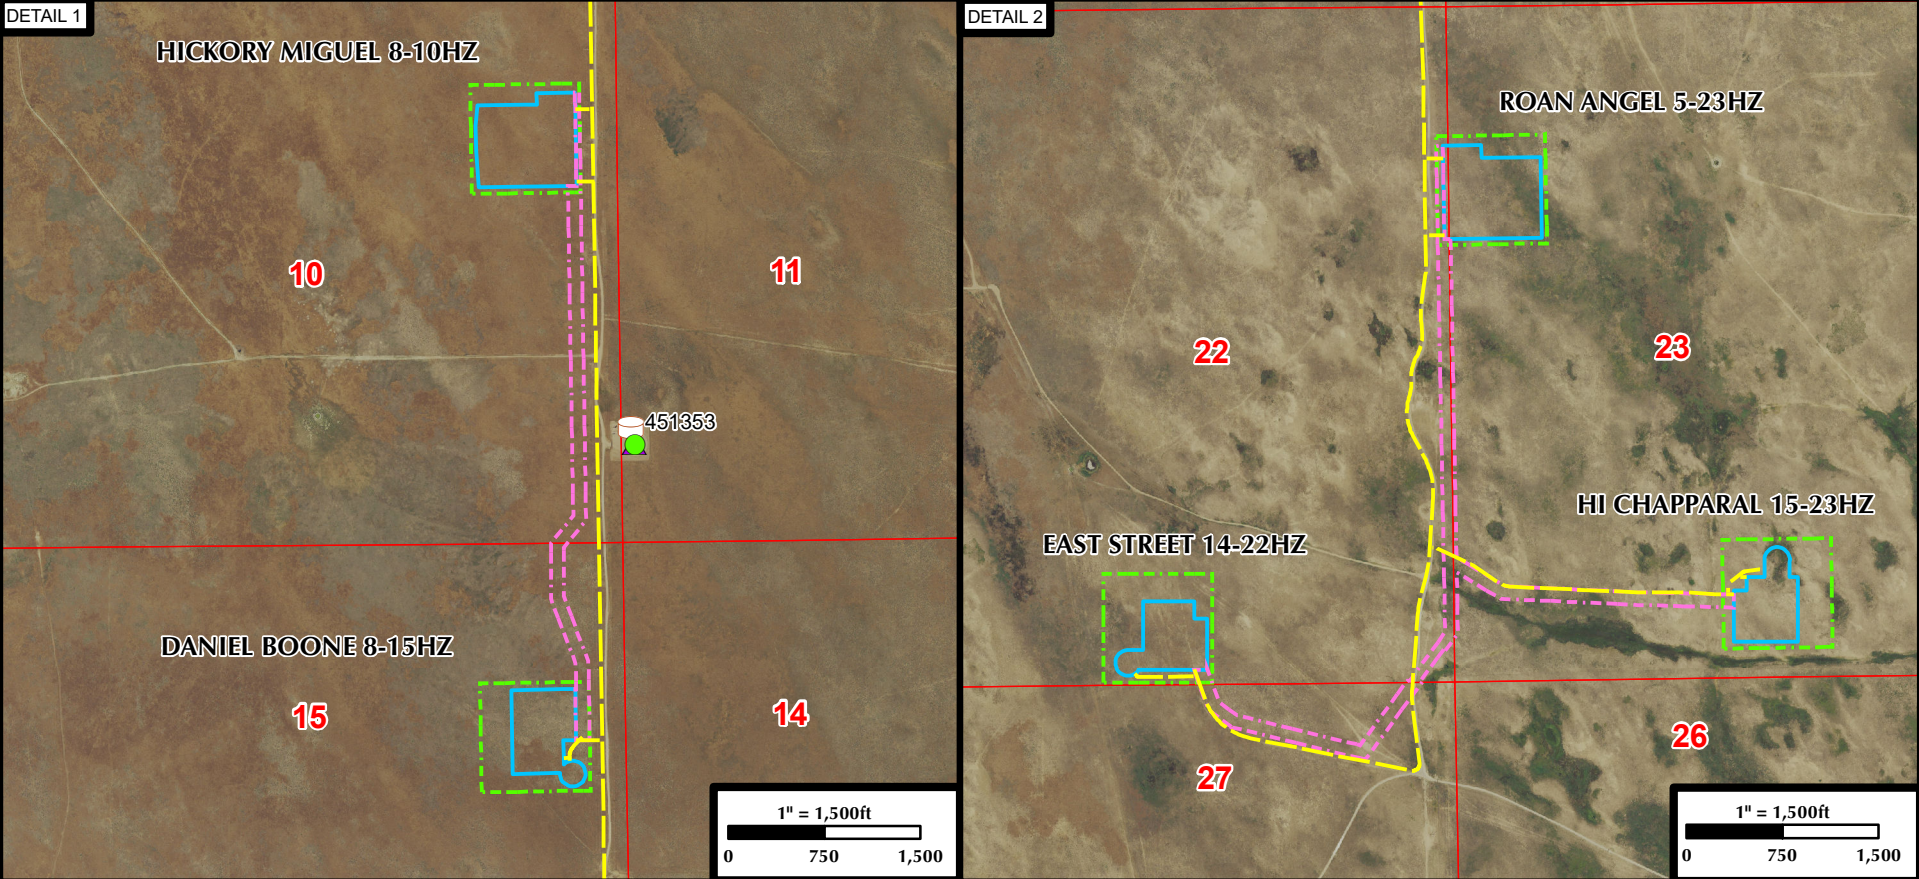 DETAIL 1
HICKORY MIGUEL 8-10HZ
10
11
451353
DANIEL BOONE 8-15HZ
15
14
1" = 1,500ft
0 750 1,500
DETAIL 2
ROAN ANGEL 5-23HZ
22
23
HI CHAPPARAL 15-23HZ
EAST STREET 14-22HZ
26
27
1" = 1,500ft
0 750 1,500